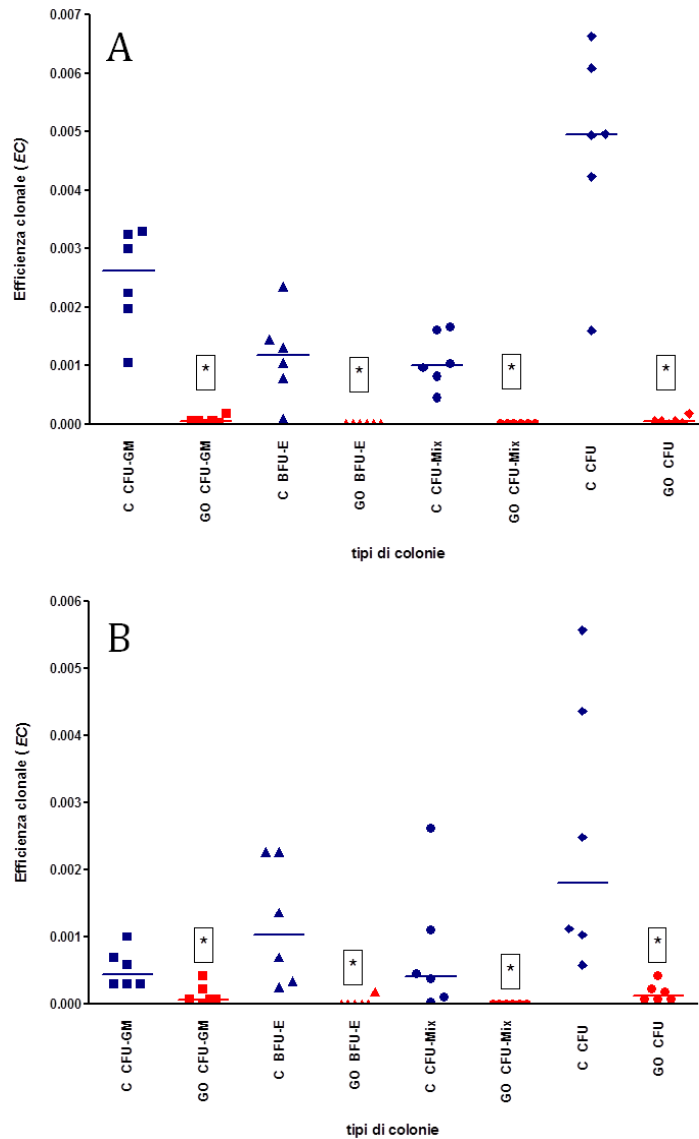 A
Efficienza clonale (EC)
0.007
0.006
0.005
0.004
0.003
0.002
0.001
0.000
* * * *
C CFU-GM
GO CFU-GM
C BFU-E
GO BFU-E
C CFU-Mix
GO CFU-Mix
C CFU
GO CFU
tipi di colonie
B
Efficienza clonale (EC)
0.006
0.005
0.004
0.003
0.002
0.001
0.000
* * * *
C CFU-GM
GO CFU-GM
C BFU-E
GO BFU-E
C CFU-Mix
GO CFU-Mix
C CFU
GO CFU
tipi di colonie